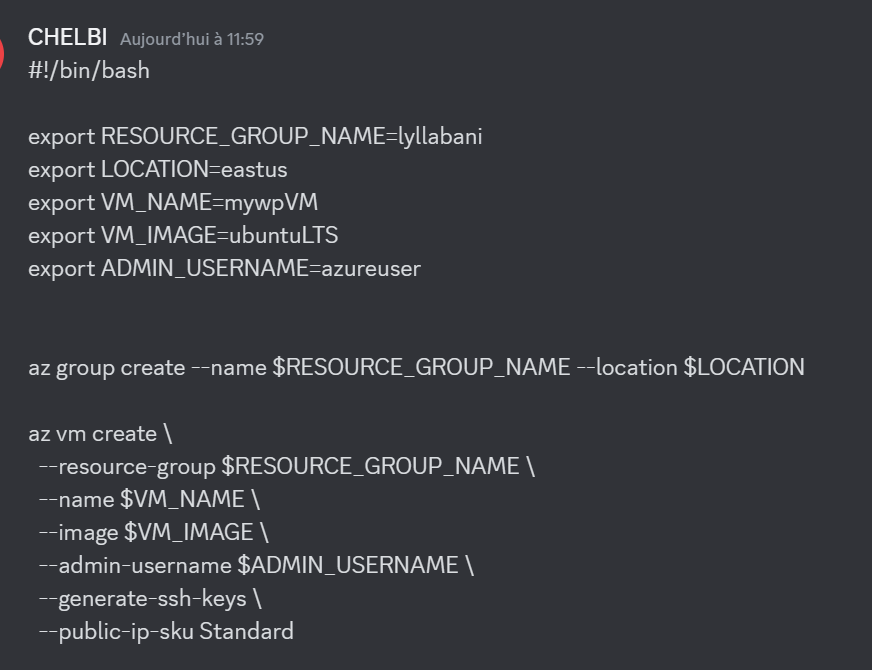 CHELBI Aujourd'hui à 11:59
#!/bin/bash
export RESOURCE_GROUP_NAME=lyllabani
export LOCATION=eastus
export VM_NAME=mywpVM
export VM_IMAGE=ubuntuLTS
export ADMIN_USERNAME=azureuser
az group create --name $RESOURCE_GROUP_NAME --location $LOCATION
az vm create \
--resource-group $RESOURCE_GROUP_NAME \
--name $VM_NAME \
--image $VM_IMAGE \
--admin-username $ADMIN_USERNAME \
--generate-ssh-keys \
--public-ip-sku Standard